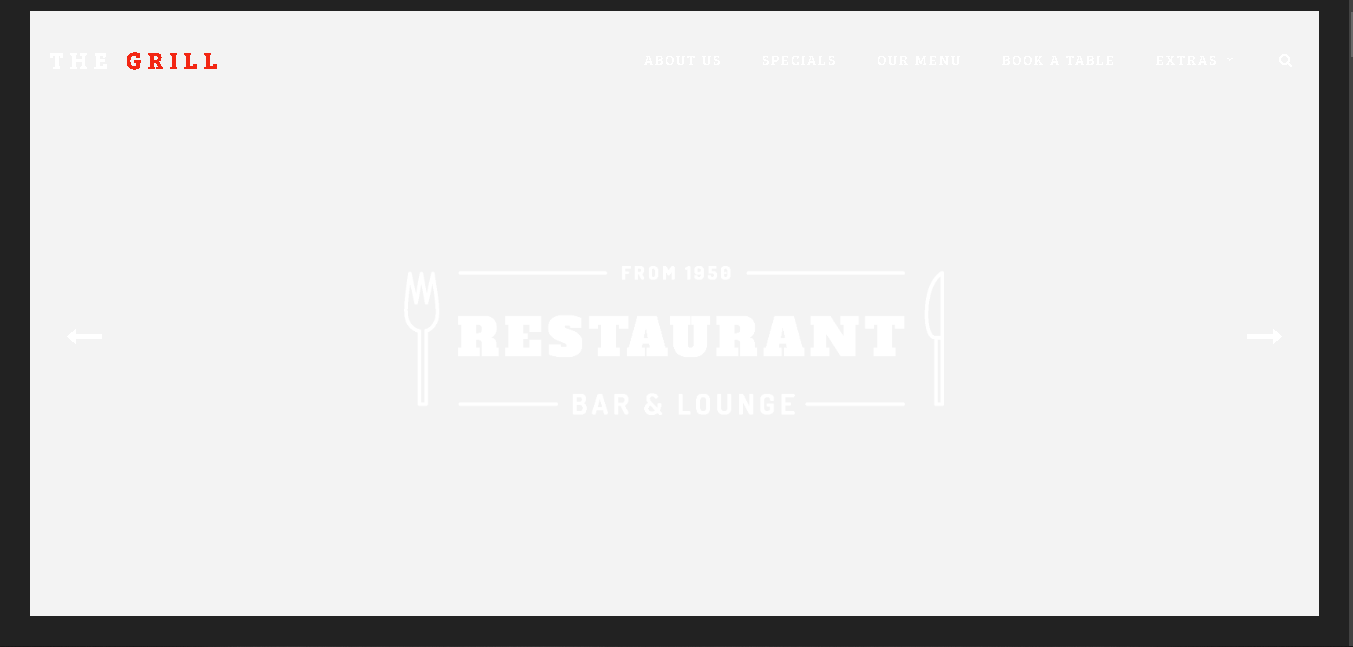 THE GRILL
ABOUT US SPECIALS OUR MENU BOOK A TABLE EXTRAS
FROM 1950
RESTAURANT
BAR & LOUNGE